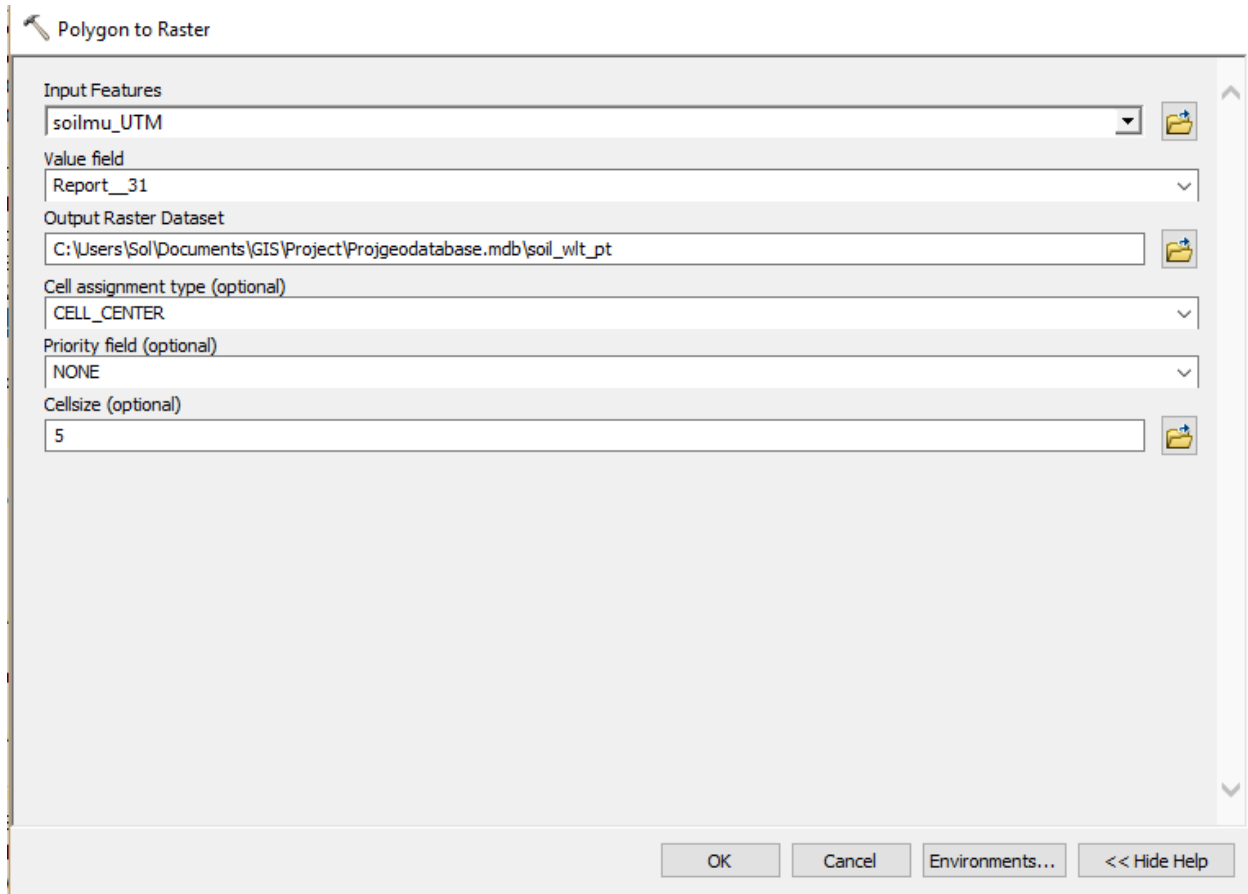 Polygon to Raster
Input Features
soilmu_UTM
Value field
Report__31
Output Raster Dataset
C:\Users\Sol\Documents\GIS\Project\Projgeodatabase.mdb\soil_wlt_pt
Cell assignment type (optional)
CELL_CENTER
Priority field (optional)
NONE
Cellsize (optional)
5
OK Cancel Environments... << Hide Help